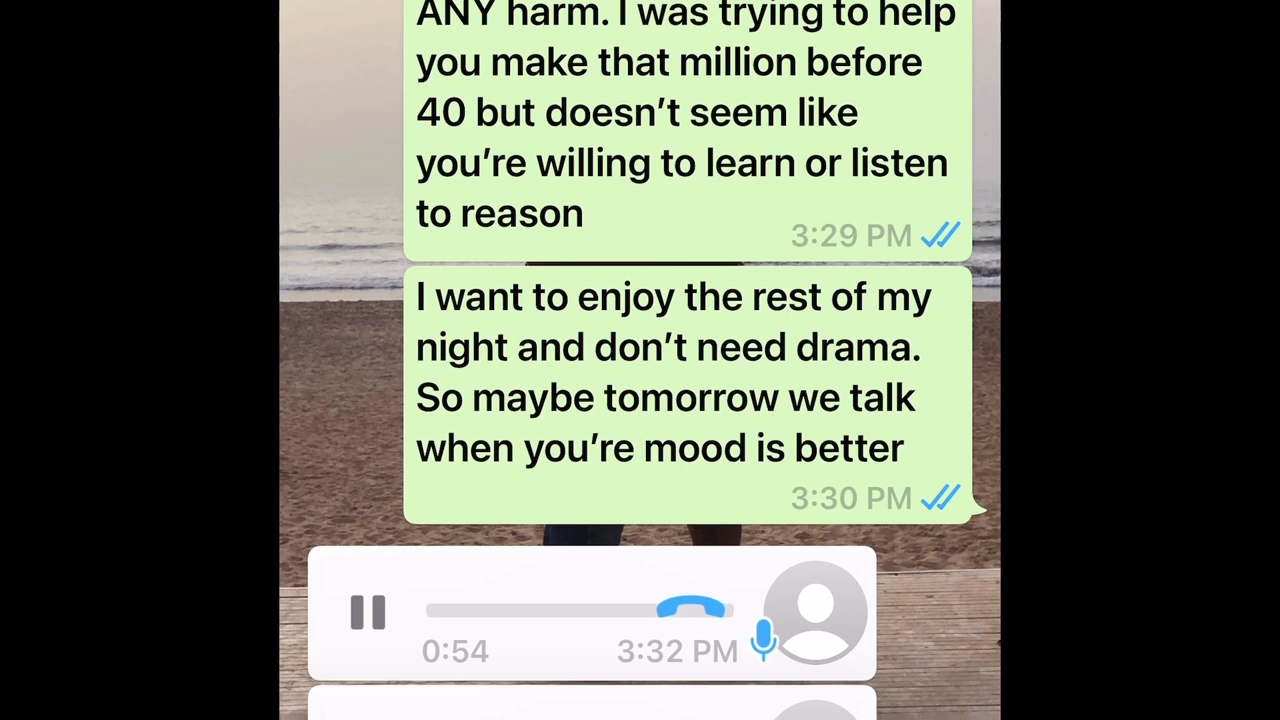 ANY harm. I was trying to help
you make that million before
40 but doesn’t seem like
you’re willing to learn or listen
to reason
3:29 PM
I want to enjoy the rest of my
night and don’t need drama.
So maybe tomorrow we talk
when you’re mood is better
3:30 PM
0:54
3:32 PM